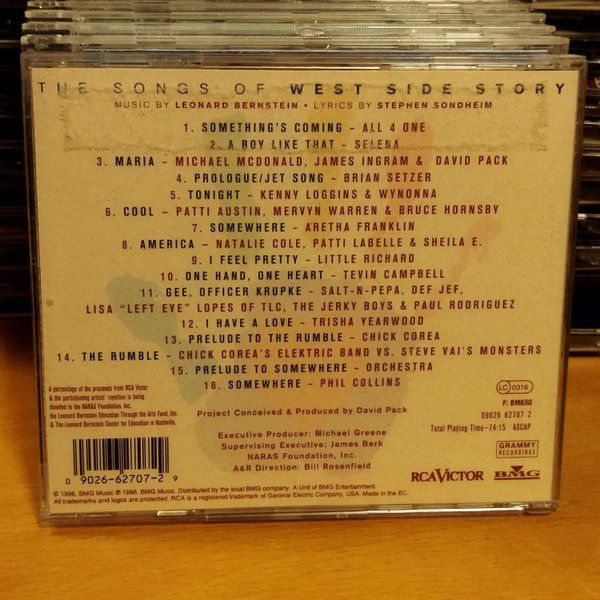 THE SONGS OF WEST SIDE STORY
MUSIC BY LEONARD BERNSTEIN • LYRICS BY STEPHEN SONDHEIM
1. SOMETHING'S COMING – ALL 4 ONE
2. A BOY LIKE THAT – SELENA
3. MARIA – MICHAEL MCDONALD, JAMES INGRAM & DAVID PACK
4. PROLOGUE/JET SONG – BRIAN SETZER
5. TONIGHT – KENNY LOGGINS & WYNONNA
6. COOL – PATTI AUSTIN, MERVYN WARREN & BRUCE HORNSBY
7. SOMEWHERE – ARETHA FRANKLIN
8. AMERICA – NATALIE COLE, PATTI LABELLE & SHEILA E.
9. I FEEL PRETTY – LITTLE RICHARD
10. ONE HAND, ONE HEART – TEVIN CAMPBELL
11. GEE, OFFICER KRUPKE – SALT-N-PEPA, DEF JEF,
LISA "LEFT EYE" LOPES OF TLC, THE JERKY BOYS & PAUL RODRIGUEZ
12. I HAVE A LOVE – TRISHA YEARWOOD
13. PRELUDE TO THE RUMBLE – CHICK COREA
14. THE RUMBLE – CHICK COREA'S ELEKTRIC BAND VS. STEVE VAI'S MONSTERS
15. PRELUDE TO SOMEWHERE – ORCHESTRA
16. SOMEWHERE – PHIL COLLINS
A percentage of the proceeds from RCA Victor
& the participating artists' royalties is being
donated to the NARAS Foundation, Inc.,
the Leonard Bernstein Education Through the Arts Fund, Inc.
& The Leonard Bernstein Center for Education in Nashville.
Project Conceived & Produced by David Pack
Executive Producer: Michael Greene
Supervising Executive: James Berk
NARAS Foundation, Inc.
A&R Direction: Bill Rosenfield
LC 0316
F: BM650
09026 62707 2
Total Playing Time–74:15 ASCAP
GRAMMY
RECORDINGS
RCA VICTOR
BMG
0 9026-62707-2 9
© 1996, BMG Music ℗ 1996, BMG Music. Distributed by the local BMG company. A Unit of BMG Entertainment.
All trademarks and logos are protected. RCA is a registered trademark of General Electric Company, USA. Made in the EC.